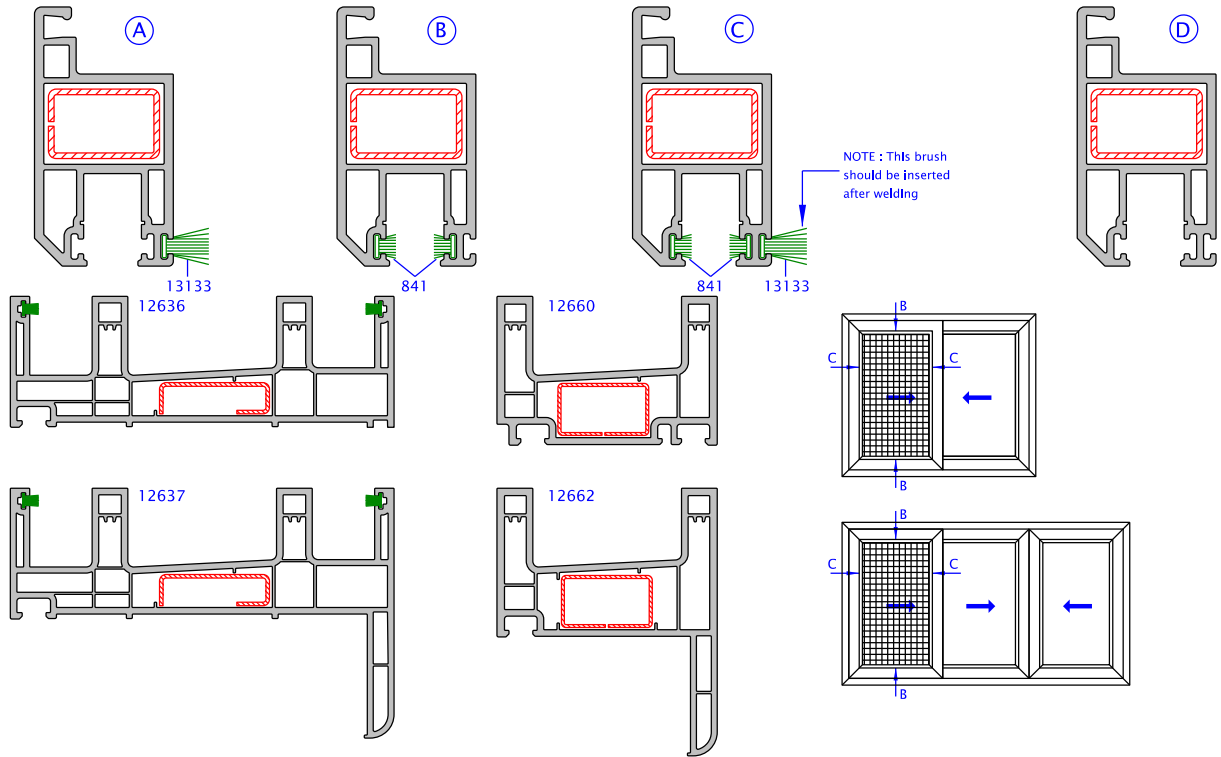 A
B
C
D
NOTE : This brush
should be inserted
after welding
13133
841
841
13133
12636
12660
B
C
C
B
12637
12662
B
C
C
B